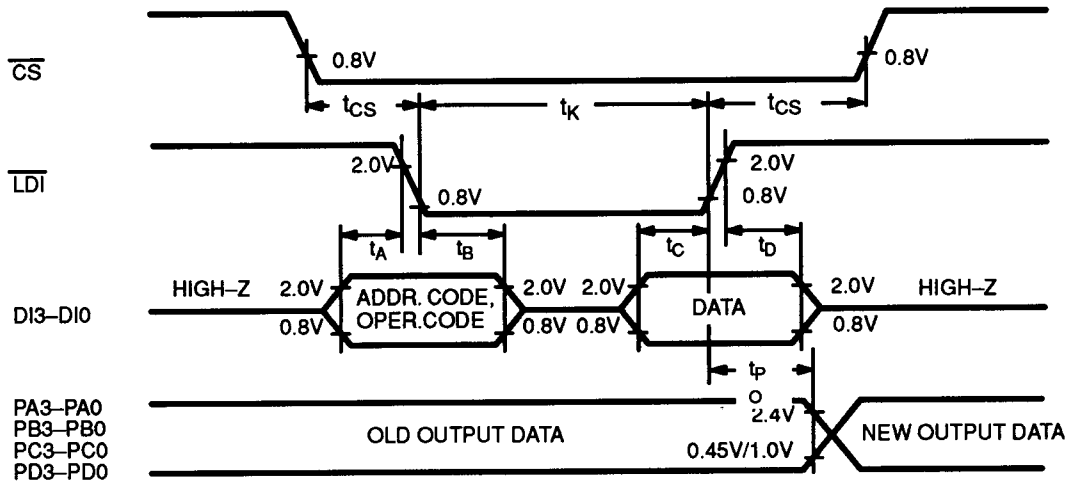 C̅S̅
0.8V
0.8V
tCS
tK
tCS
L̅D̅I̅
2.0V
0.8V
2.0V
0.8V
tA
tB
tC
tD
DI3–DI0
HIGH–Z
2.0V
0.8V
ADDR. CODE,
OPER.CODE
2.0V
0.8V
2.0V
0.8V
DATA
2.0V
0.8V
HIGH–Z
tP
O
PA3–PA0
PB3–PB0
PC3–PC0
PD3–PD0
OLD OUTPUT DATA
2.4V
0.45V/1.0V
NEW OUTPUT DATA